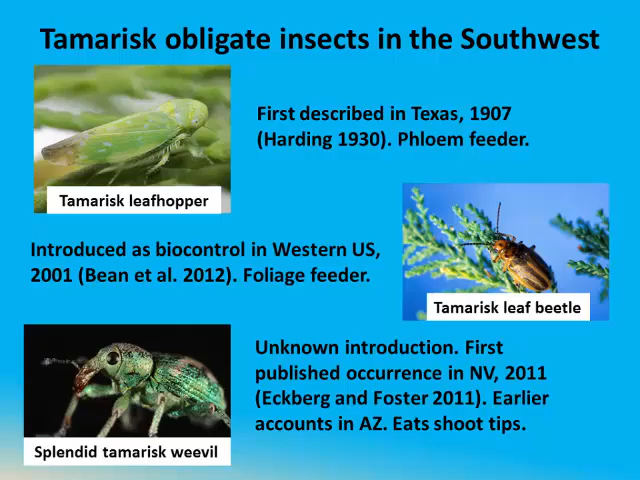 Tamarisk obligate insects in the Southwest
First described in Texas, 1907
(Harding 1930). Phloem feeder.
Tamarisk leafhopper
Introduced as biocontrol in Western US,
2001 (Bean et al. 2012). Foliage feeder.
Tamarisk leaf beetle
Unknown introduction. First
published occurrence in NV, 2011
(Eckberg and Foster 2011). Earlier
accounts in AZ. Eats shoot tips.
Splendid tamarisk weevil